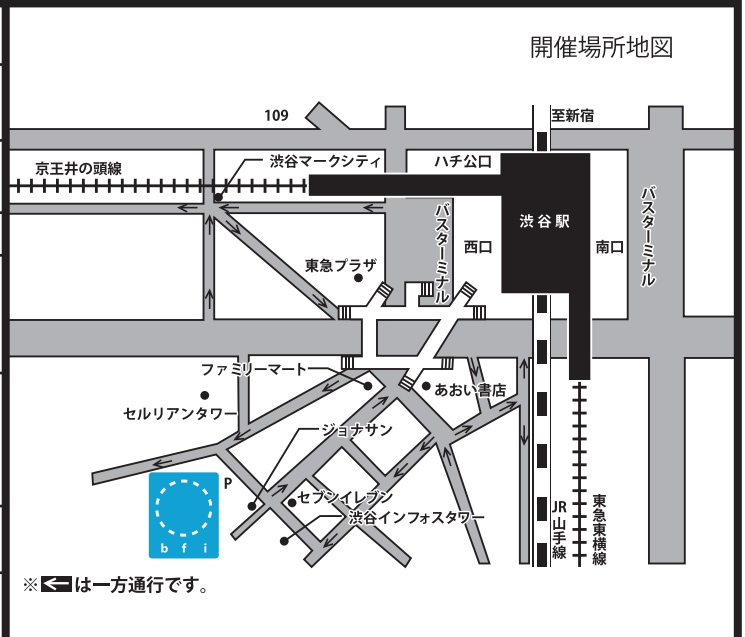 開催場所地図
109
至新宿
京王井の頭線
渋谷マークシティ
ハチ公口
バスターミナル
渋谷駅
バスターミナル
西口
南口
東急プラザ
ファミリーマート
あおい書店
セルリアンタワー
ジョナサン
P
セブンイレブン
渋谷インフォスタワー
JR山手線
東急東横線
bfi
※←は一方通行です。